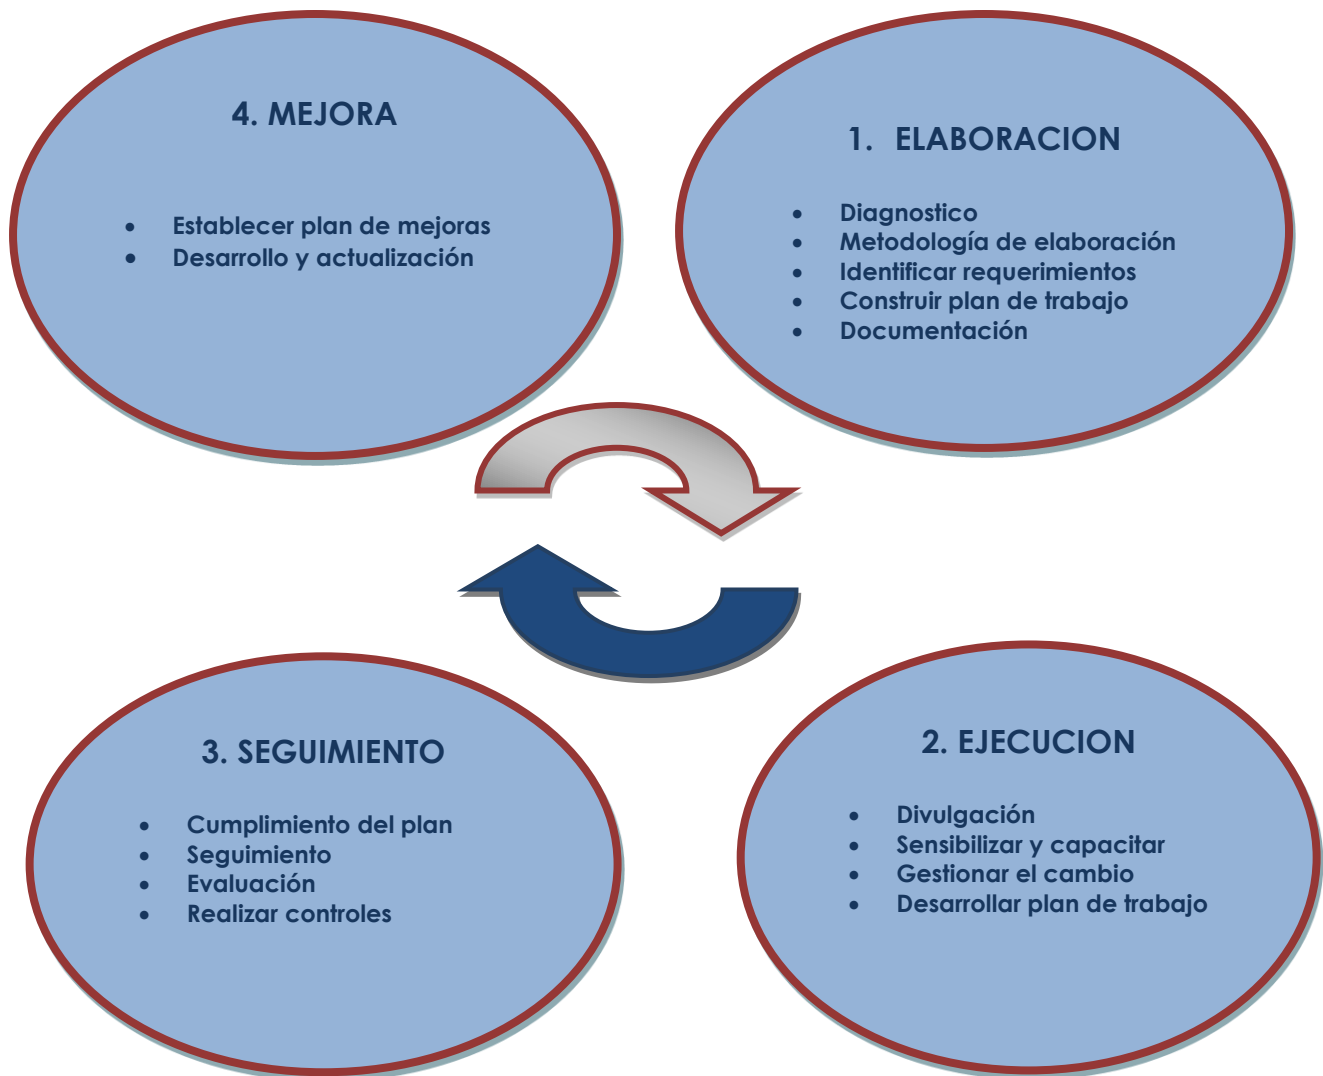 4. MEJORA
• Establecer plan de mejoras
• Desarrollo y actualización
1. ELABORACION
• Diagnostico
• Metodología de elaboración
• Identificar requerimientos
• Construir plan de trabajo
• Documentación
3. SEGUIMIENTO
• Cumplimiento del plan
• Seguimiento
• Evaluación
• Realizar controles
2. EJECUCION
• Divulgación
• Sensibilizar y capacitar
• Gestionar el cambio
• Desarrollar plan de trabajo